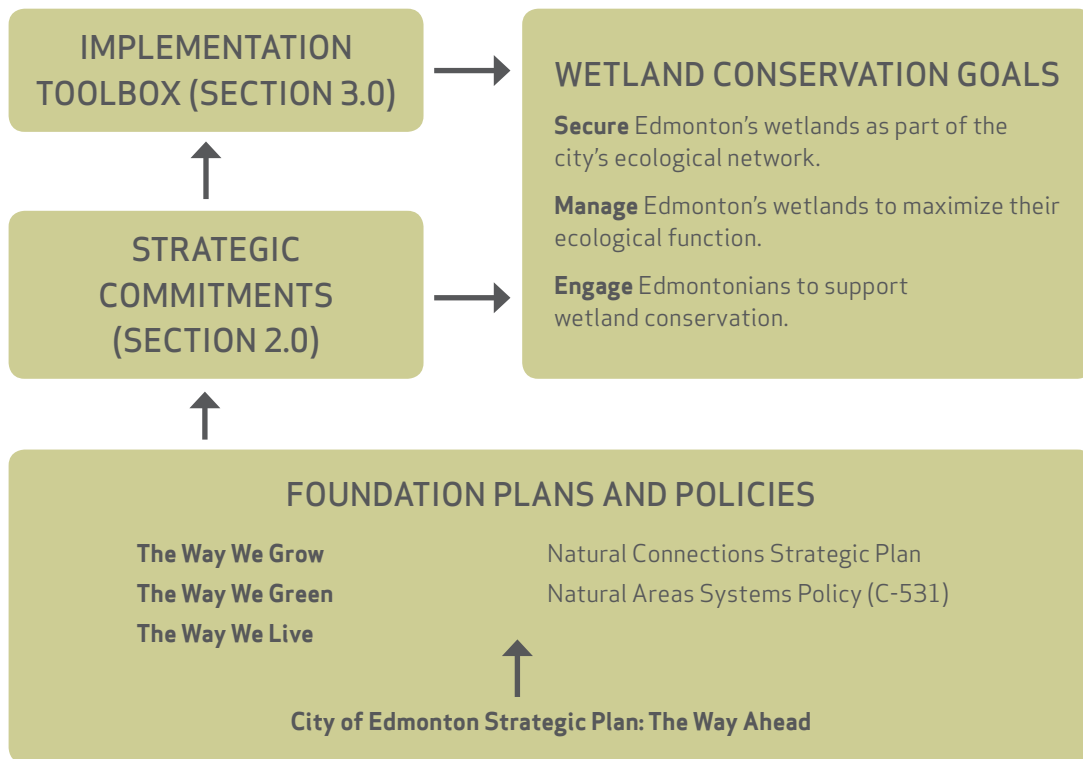 IMPLEMENTATION
TOOLBOX (SECTION 3.0)
WETLAND CONSERVATION GOALS
Secure Edmonton's wetlands as part of the
city's ecological network.
Manage Edmonton's wetlands to maximize their
ecological function.
Engage Edmontonians to support
wetland conservation.
STRATEGIC
COMMITMENTS
(SECTION 2.0)
FOUNDATION PLANS AND POLICIES
The Way We Grow
The Way We Green
The Way We Live
Natural Connections Strategic Plan
Natural Areas Systems Policy (C-531)
City of Edmonton Strategic Plan: The Way Ahead